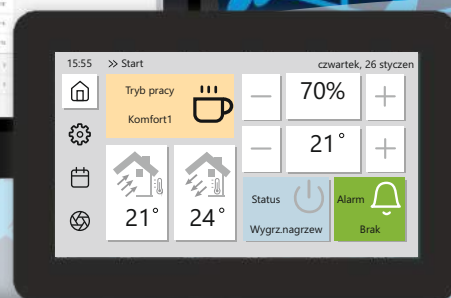 15:55 >> Start czwartek, 26 styczen
Tryb pracy
Komfort1
70%
21°
21° 24°
Status
Wygrz.nagrzew
Alarm
Brak